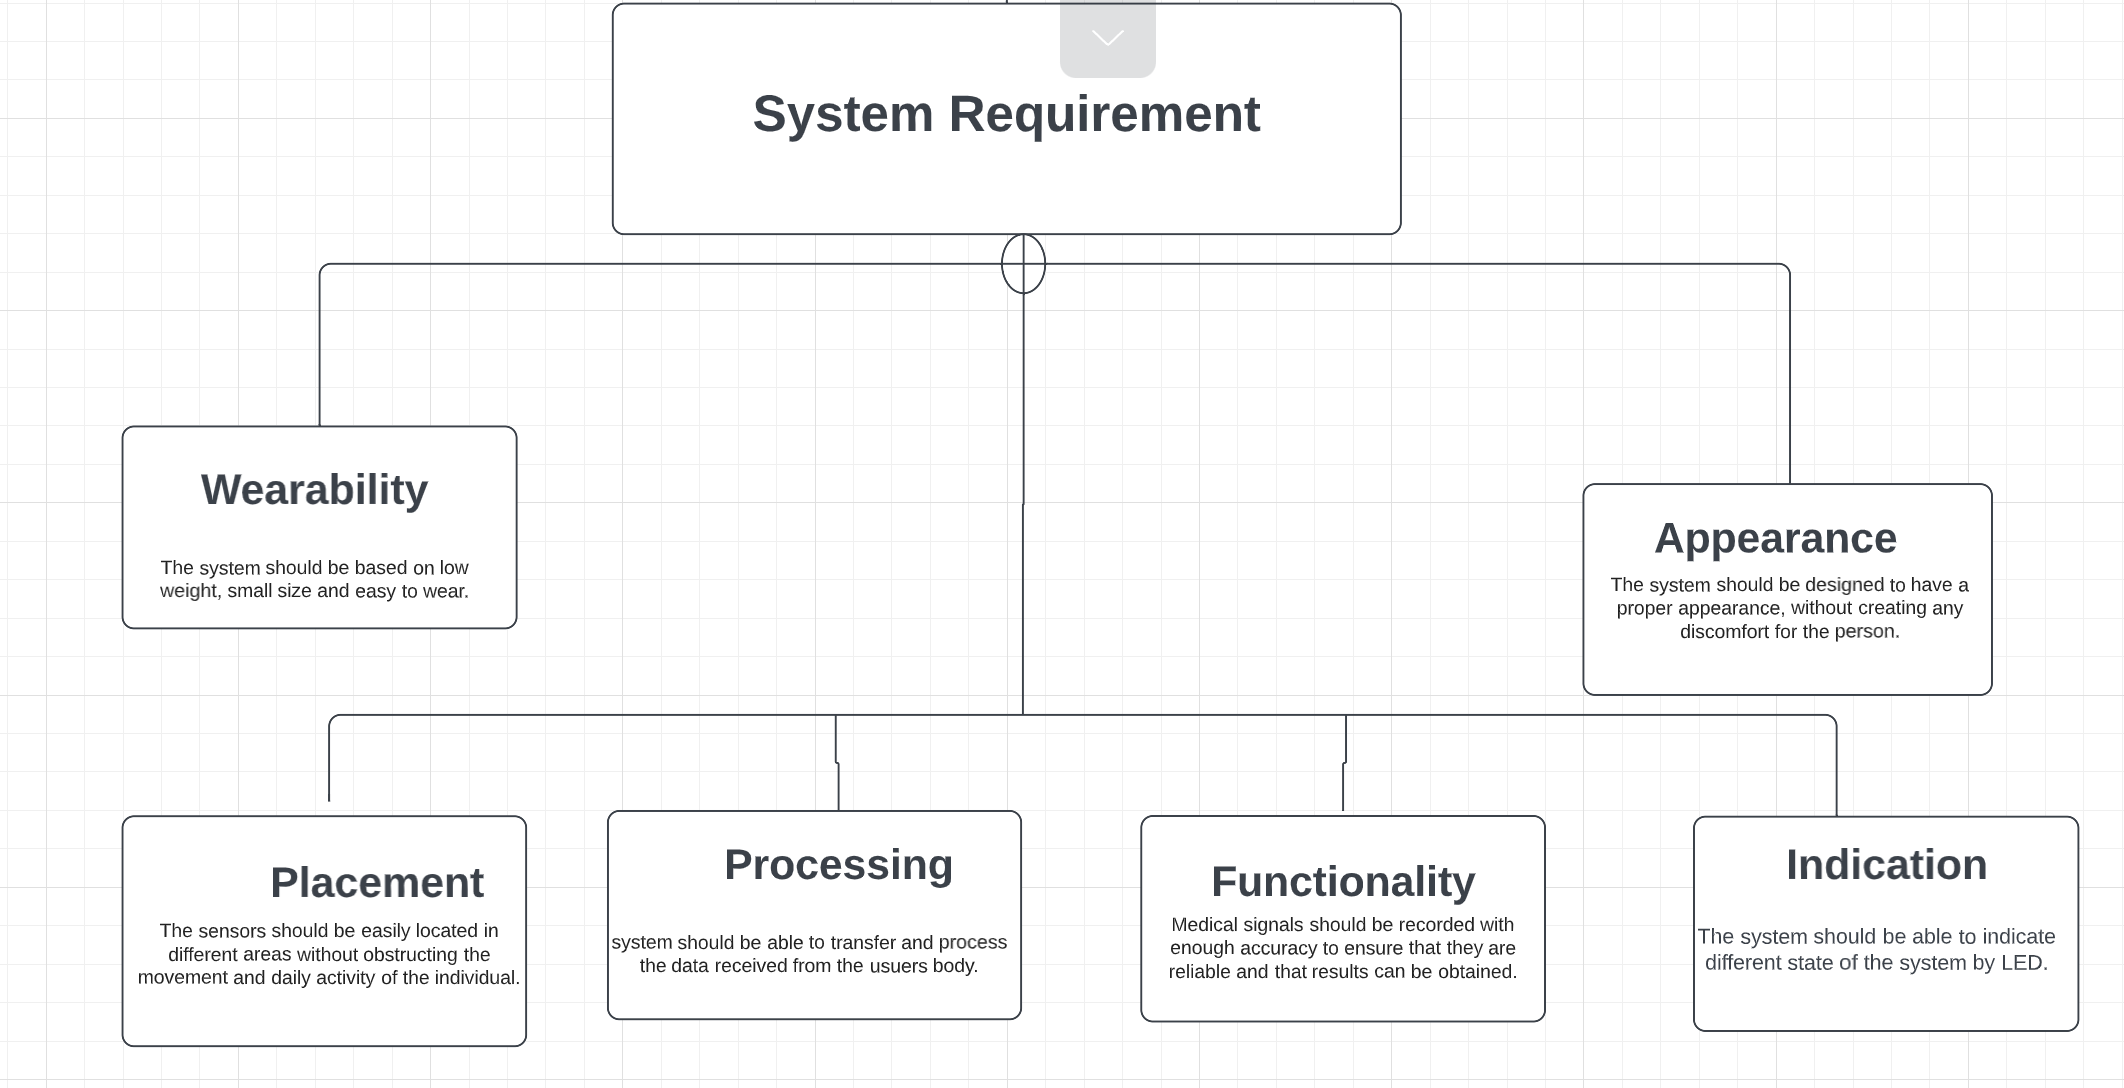 System Requirement
Wearability
The system should be based on low
weight, small size and easy to wear.
Appearance
The system should be designed to have a
proper appearance, without creating any
discomfort for the person.
Placement
The sensors should be easily located in
different areas without obstructing the
movement and daily activity of the individual.
Processing
system should be able to transfer and process
the data received from the usuers body.
Functionality
Medical signals should be recorded with
enough accuracy to ensure that they are
reliable and that results can be obtained.
Indication
The system should be able to indicate
different state of the system by LED.